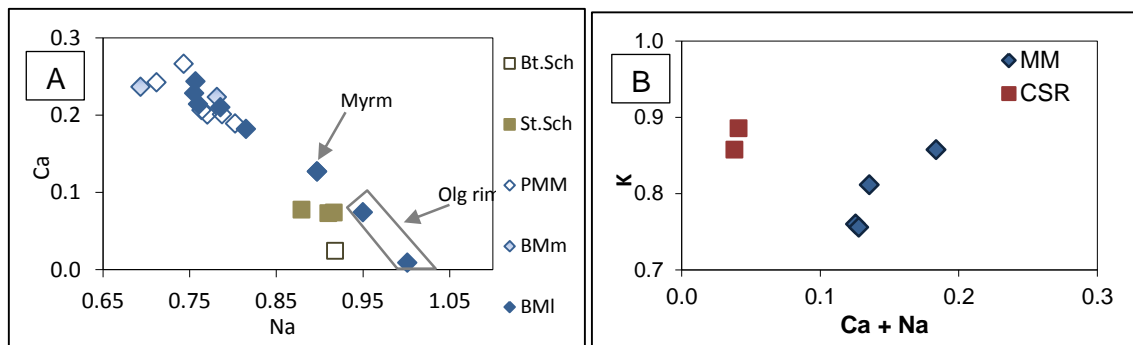 A
0.3
0.2
0.1
0.0
Ca
0.65
0.75
0.85
0.95
1.05
Na
Myrm
Olg rim
Bt.Sch
St.Sch
PMM
BMm
BMl
B
1.0
0.9
0.8
0.7
K
0.0
0.1
0.2
0.3
Ca + Na
MM
CSR